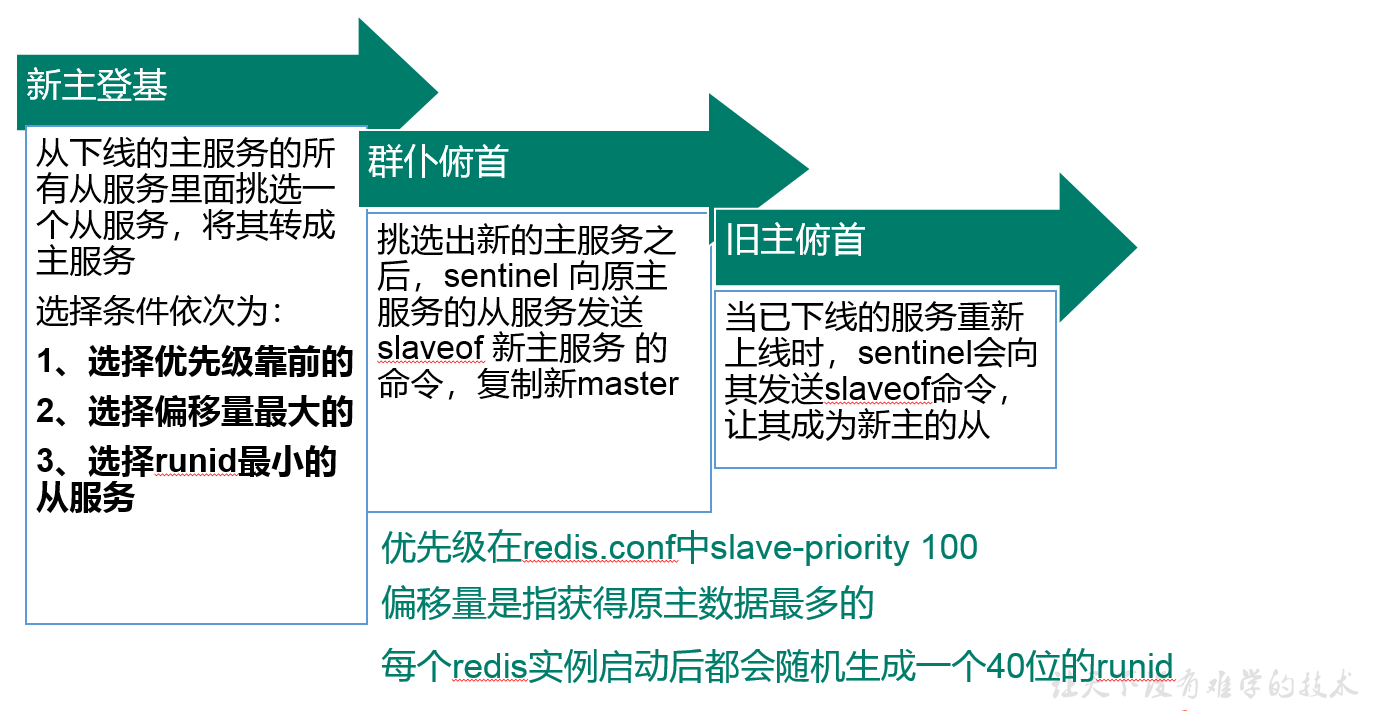 新主登基
从下线的主服务的所
有从服务里面挑选一
个从服务，将其转成
主服务
选择条件依次为：
1、选择优先级靠前的
2、选择偏移量最大的
3、选择runid最小的
从服务
群仆俯首
挑选出新的主服务之
后，sentinel 向原主
服务的从服务发送
slaveof 新主服务 的
命令，复制新master
旧主俯首
当已下线的服务重新
上线时，sentinel会向
其发送slaveof命令，
让其成为新主的从
优先级在redis.conf中slave-priority 100
偏移量是指获得原主数据最多的
每个redis实例启动后都会随机生成一个40位的runid
让天下没有难学的技术